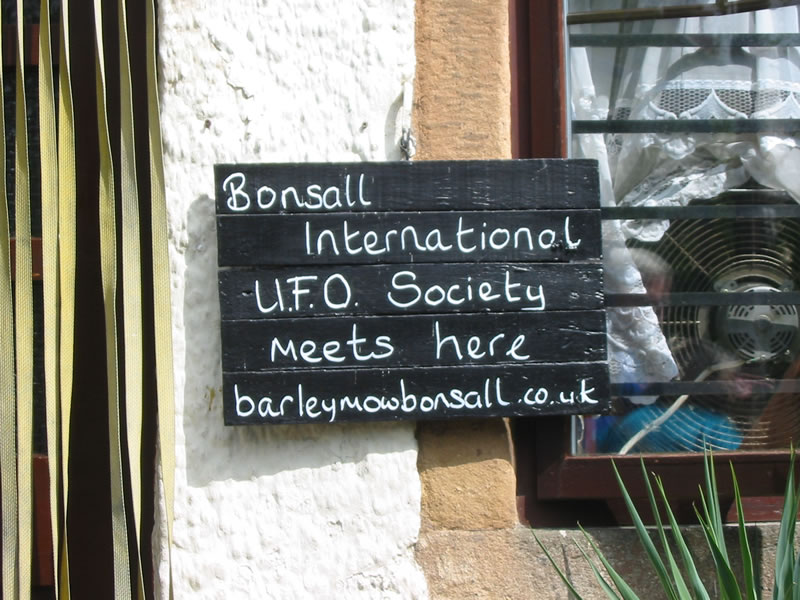 Bonsall
International
U.F.O. Society
Meets here
barleymowbonsall.co.uk